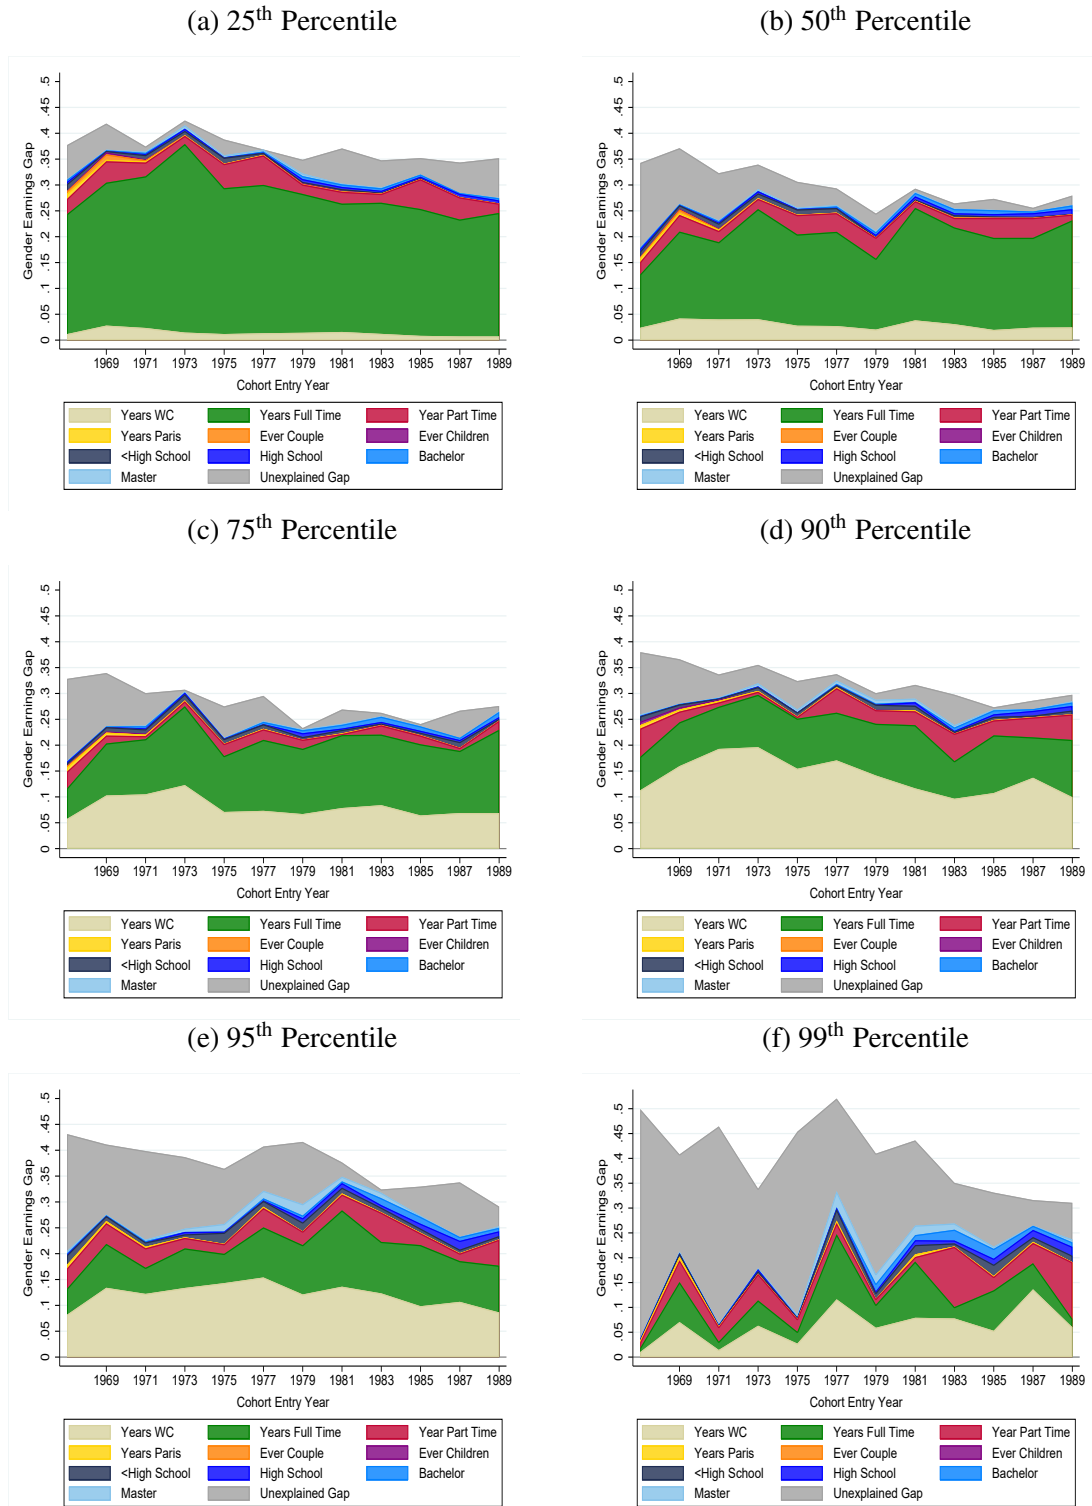 (a) 25th Percentile
Gender Earnings Gap
.5
.45
.4
.35
.3
.25
.2
.15
.1
.05
0
1969 1971 1973 1975 1977 1979 1981 1983 1985 1987 1989
Cohort Entry Year
Years WC Years Full Time Year Part Time
Years Paris Ever Couple Ever Children
<High School High School Bachelor
Master Unexplained Gap
(b) 50th Percentile
Gender Earnings Gap
.5
.45
.4
.35
.3
.25
.2
.15
.1
.05
0
1969 1971 1973 1975 1977 1979 1981 1983 1985 1987 1989
Cohort Entry Year
Years WC Years Full Time Year Part Time
Years Paris Ever Couple Ever Children
<High School High School Bachelor
Master Unexplained Gap
(c) 75th Percentile
Gender Earnings Gap
.5
.45
.4
.35
.3
.25
.2
.15
.1
.05
0
1969 1971 1973 1975 1977 1979 1981 1983 1985 1987 1989
Cohort Entry Year
Years WC Years Full Time Year Part Time
Years Paris Ever Couple Ever Children
<High School High School Bachelor
Master Unexplained Gap
(d) 90th Percentile
Gender Earnings Gap
.5
.45
.4
.35
.3
.25
.2
.15
.1
.05
0
1969 1971 1973 1975 1977 1979 1981 1983 1985 1987 1989
Cohort Entry Year
Years WC Years Full Time Year Part Time
Years Paris Ever Couple Ever Children
<High School High School Bachelor
Master Unexplained Gap
(e) 95th Percentile
Gender Earnings Gap
.5
.45
.4
.35
.3
.25
.2
.15
.1
.05
0
1969 1971 1973 1975 1977 1979 1981 1983 1985 1987 1989
Cohort Entry Year
Years WC Years Full Time Year Part Time
Years Paris Ever Couple Ever Children
<High School High School Bachelor
Master Unexplained Gap
(f) 99th Percentile
Gender Earnings Gap
.5
.45
.4
.35
.3
.25
.2
.15
.1
.05
0
1969 1971 1973 1975 1977 1979 1981 1983 1985 1987 1989
Cohort Entry Year
Years WC Years Full Time Year Part Time
Years Paris Ever Couple Ever Children
<High School High School Bachelor
Master Unexplained Gap